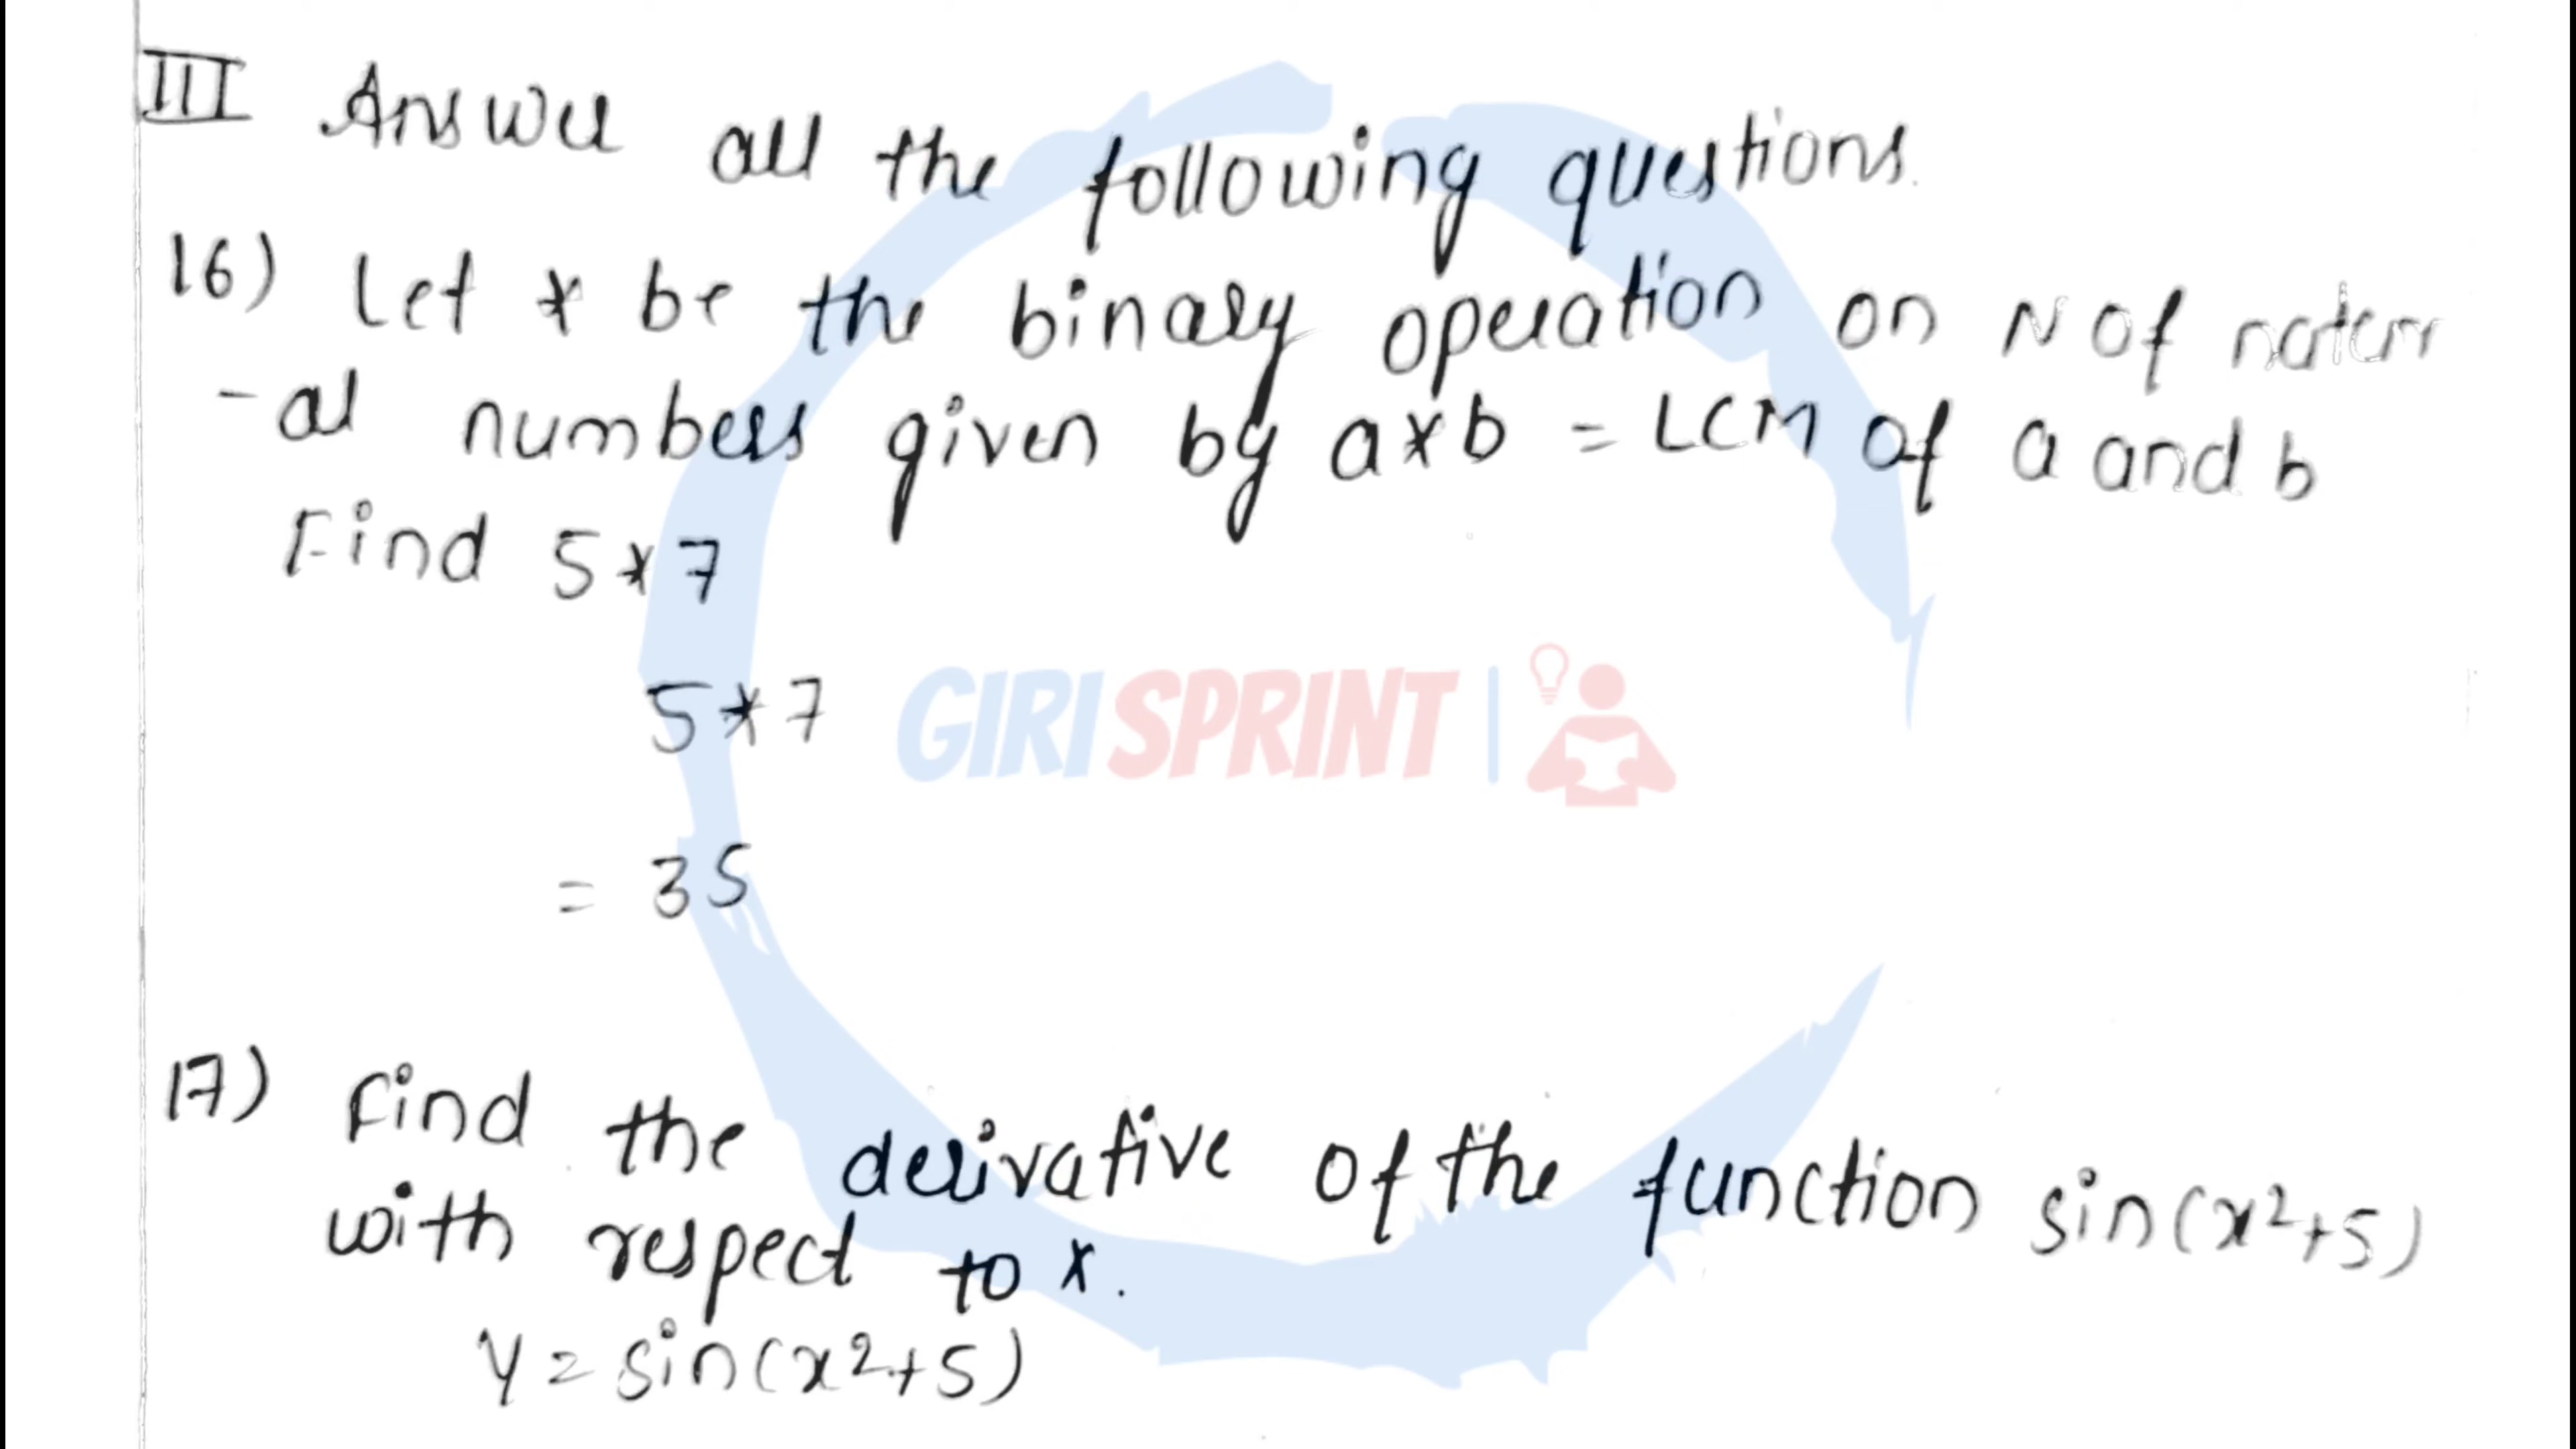 III Answer all the following questions.
16) Let * be the binary operation on N of natur
-al numbers given by a*b = LCM of a and b
Find 5*7
5*7
GIRISPRINT
= 35
17) Find the derivative of the function sin(x²+5)
with respect to x.
y = sin(x²+5)